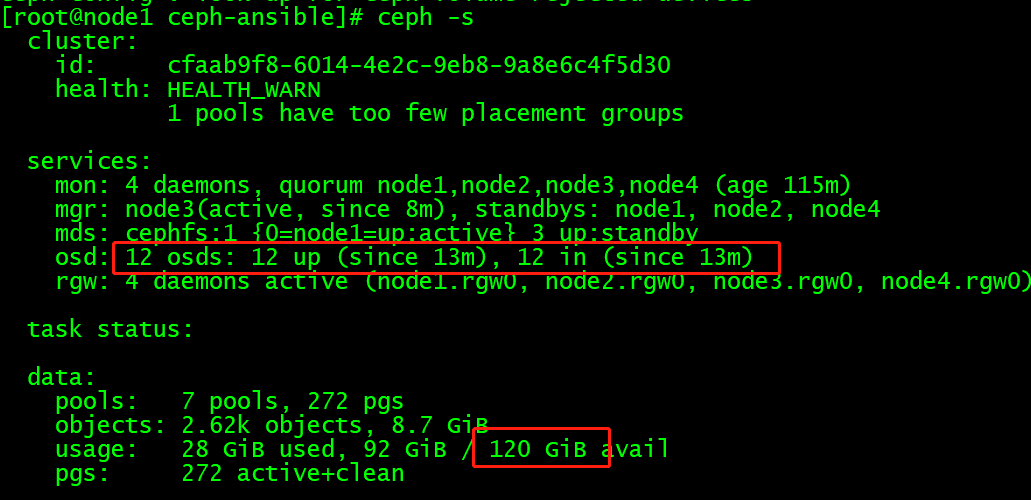 [root@node1 ceph-ansible]# ceph -s
  cluster:
    id:     cfaab9f8-6014-4e2c-9eb8-9a8e6c4f5d30
    health: HEALTH_WARN
            1 pools have too few placement groups

  services:
    mon: 4 daemons, quorum node1,node2,node3,node4 (age 115m)
    mgr: node3(active, since 8m), standbys: node1, node2, node4
    mds: cephfs:1 {0=node1=up:active} 3 up:standby
    osd: 12 osds: 12 up (since 13m), 12 in (since 13m)
    rgw: 4 daemons active (node1.rgw0, node2.rgw0, node3.rgw0, node4.rgw0)

  task status:

  data:
    pools:   7 pools, 272 pgs
    objects: 2.62k objects, 8.7 GiB
    usage:   28 GiB used, 92 GiB / 120 GiB avail
    pgs:     272 active+clean